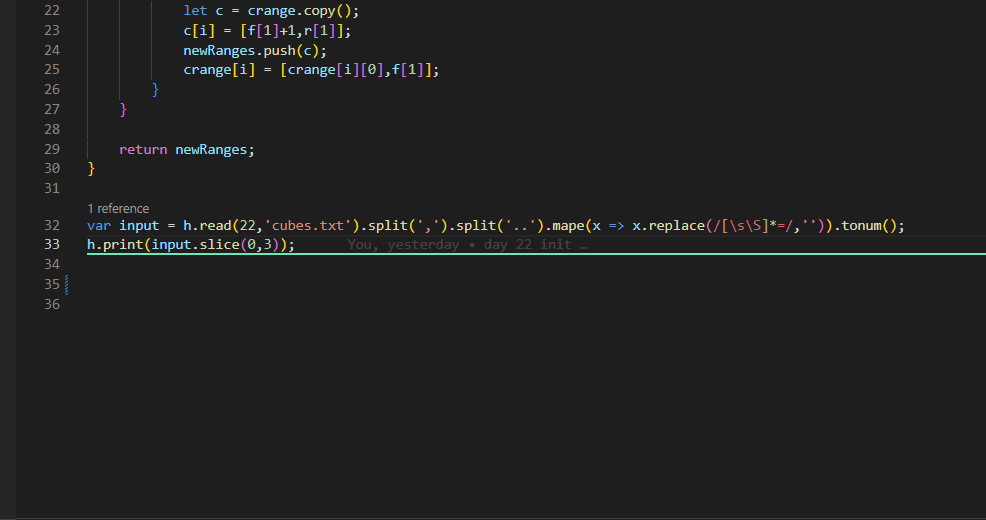 22 let c = crange.copy();
23 c[i] = [f[1]+1,r[1]];
24 newRanges.push(c);
25 crange[i] = [crange[i][0],f[1]];
26 }
27 }
28
29 return newRanges;
30 }
31
1 reference
32 var input = h.read(22,'cubes.txt').split(',').split('..').mape(x => x.replace(/[\s\S]*=/,'')).tonum();
33 h.print(input.slice(0,3)); You, yesterday • day 22 init …
34
35
36